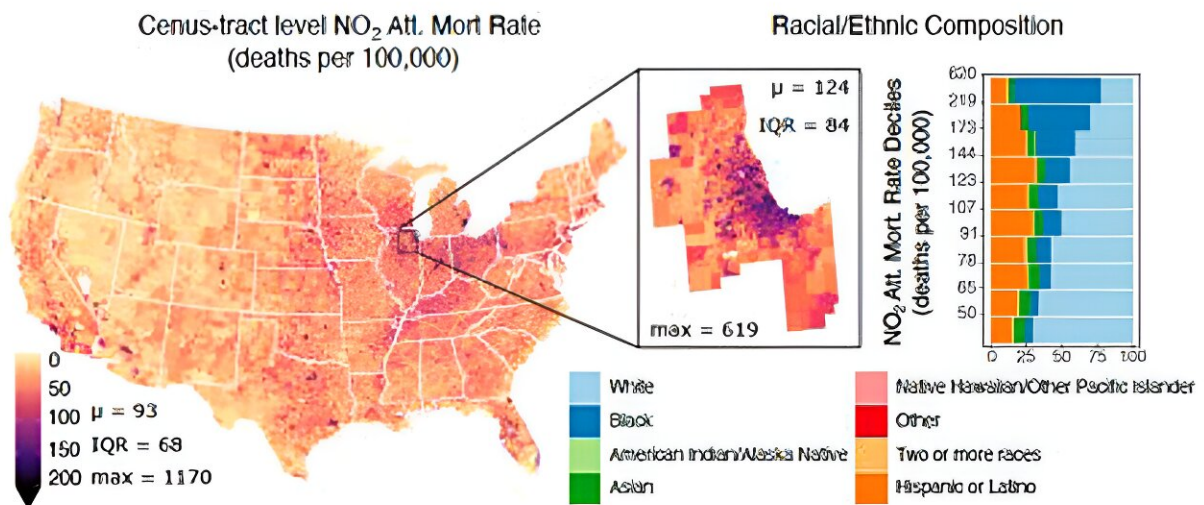 Cenus-tract level NO₂ Att. Mort Rate
(deaths per 100,000)
0
50
100
150
200
μ = 93
IQR = 68
max = 1170
μ = 124
IQR = 84
max = 619
Racial/Ethnic Composition
NO₂ Att. Mort. Rate Deciles
(deaths per 100,000)
620
219
173
144
123
107
91
78
65
50
0 25 50 75 100
White
Black
American Indian/Alaska Native
Asian
Native Hawaiian/Other Pacific Islander
Other
Two or more races
Hispanic or Latino